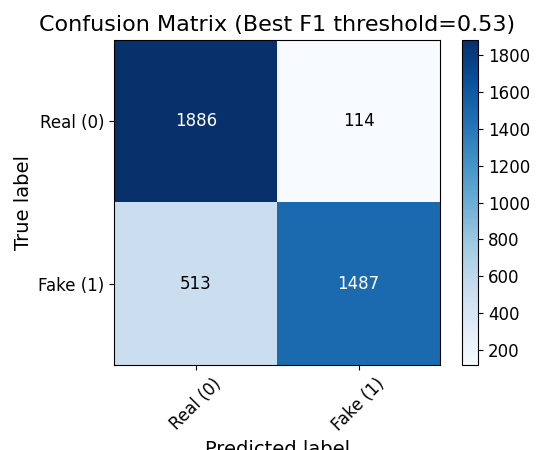 Confusion Matrix (Best F1 threshold=0.53)
True label
Real (0)
1886
114
Fake (1)
513
1487
Real (0)
Fake (1)
Predicted label
1800
1600
1400
1200
1000
800
600
400
200